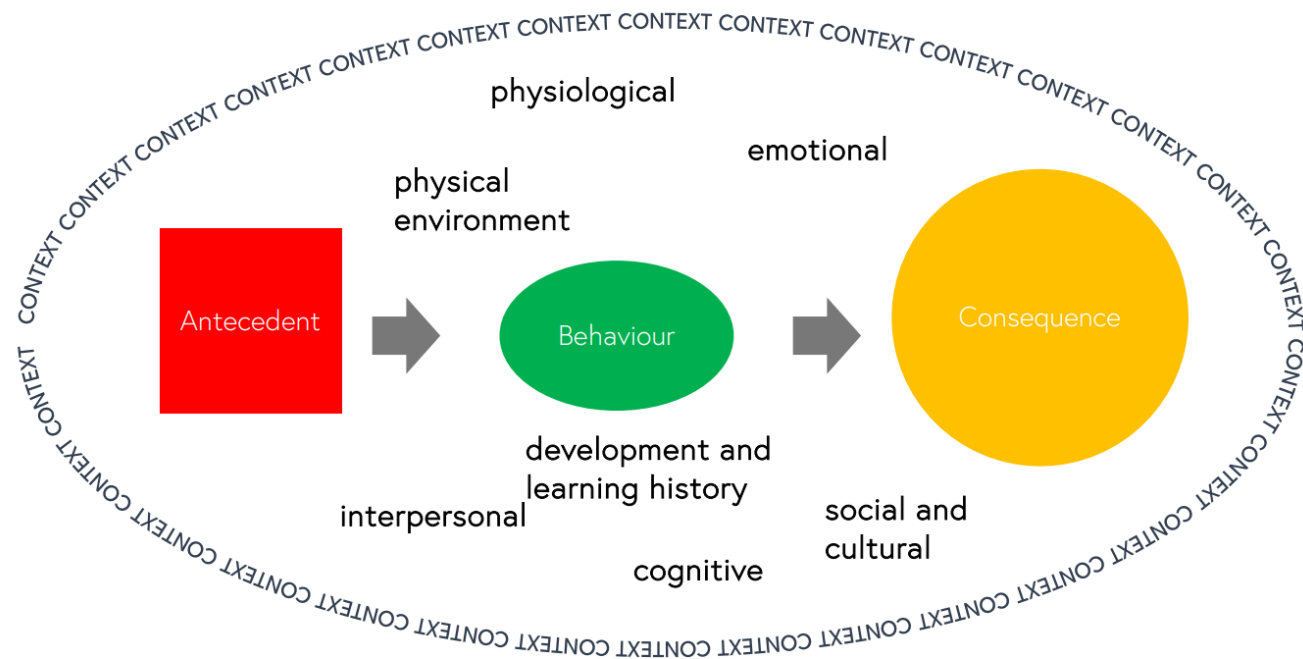 CONTEXT CONTEXT CONTEXT CONTEXT CONTEXT CONTEXT CONTEXT CONTEXT CONTEXT CONTEXT CONTEXT CONTEXT CONTEXT CONTEXT CONTEXT CONTEXT CONTEXT CONTEXT CONTEXT CONTEXT CONTEXT CONTEXT CONTEXT CONTEXT CONTEXT CONTEXT CONTEXT CONTEXT CONTEXT CONTEXT
physiological
emotional
physical
environment
Antecedent
Behaviour
Consequence
development and
learning history
interpersonal
social and
cultural
cognitive